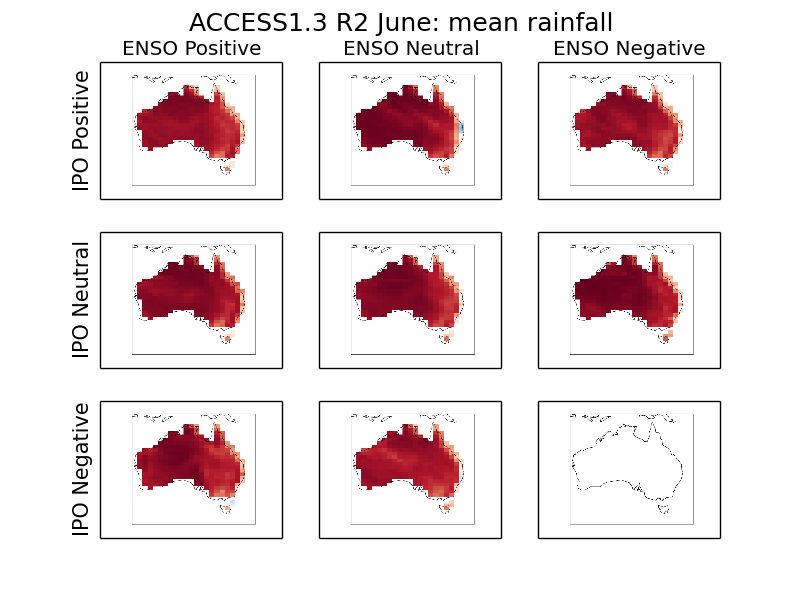 ACCESS1.3 R2 June: mean rainfall
ENSO Positive
ENSO Neutral
ENSO Negative
IPO Positive
IPO Neutral
IPO Negative